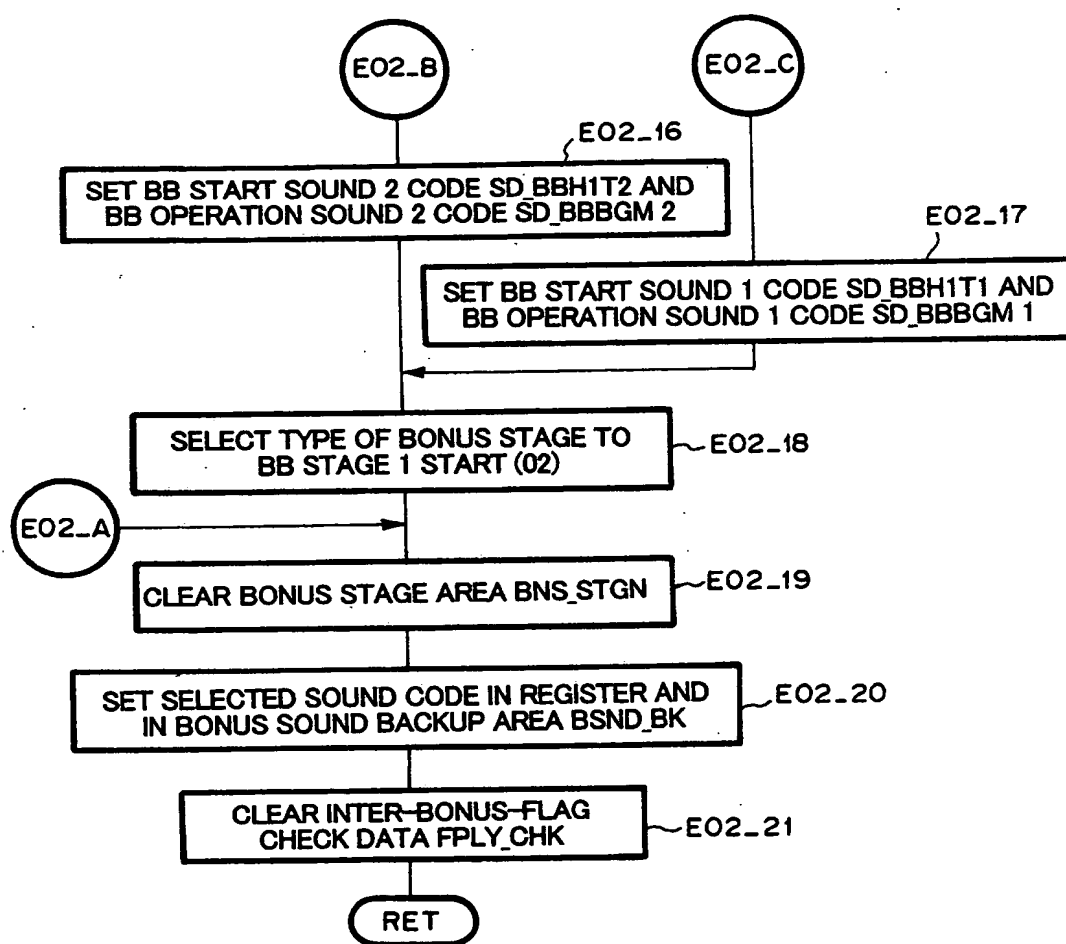 E02_B
E02_C
E02_16
SET BB START SOUND 2 CODE SD_BBH1T2 AND
BB OPERATION SOUND 2 CODE SD_BBBGM 2
E02_17
SET BB START SOUND 1 CODE SD_BBH1T1 AND
BB OPERATION SOUND 1 CODE SD_BBBGM 1
SELECT TYPE OF BONUS STAGE TO
BB STAGE 1 START (02)
E02_18
E02_A
CLEAR BONUS STAGE AREA BNS_STGN
E02_19
SET SELECTED SOUND CODE IN REGISTER AND
IN BONUS SOUND BACKUP AREA BSND_BK
E02_20
CLEAR INTER-BONUS-FLAG
CHECK DATA FPLY_CHK
E02_21
RET